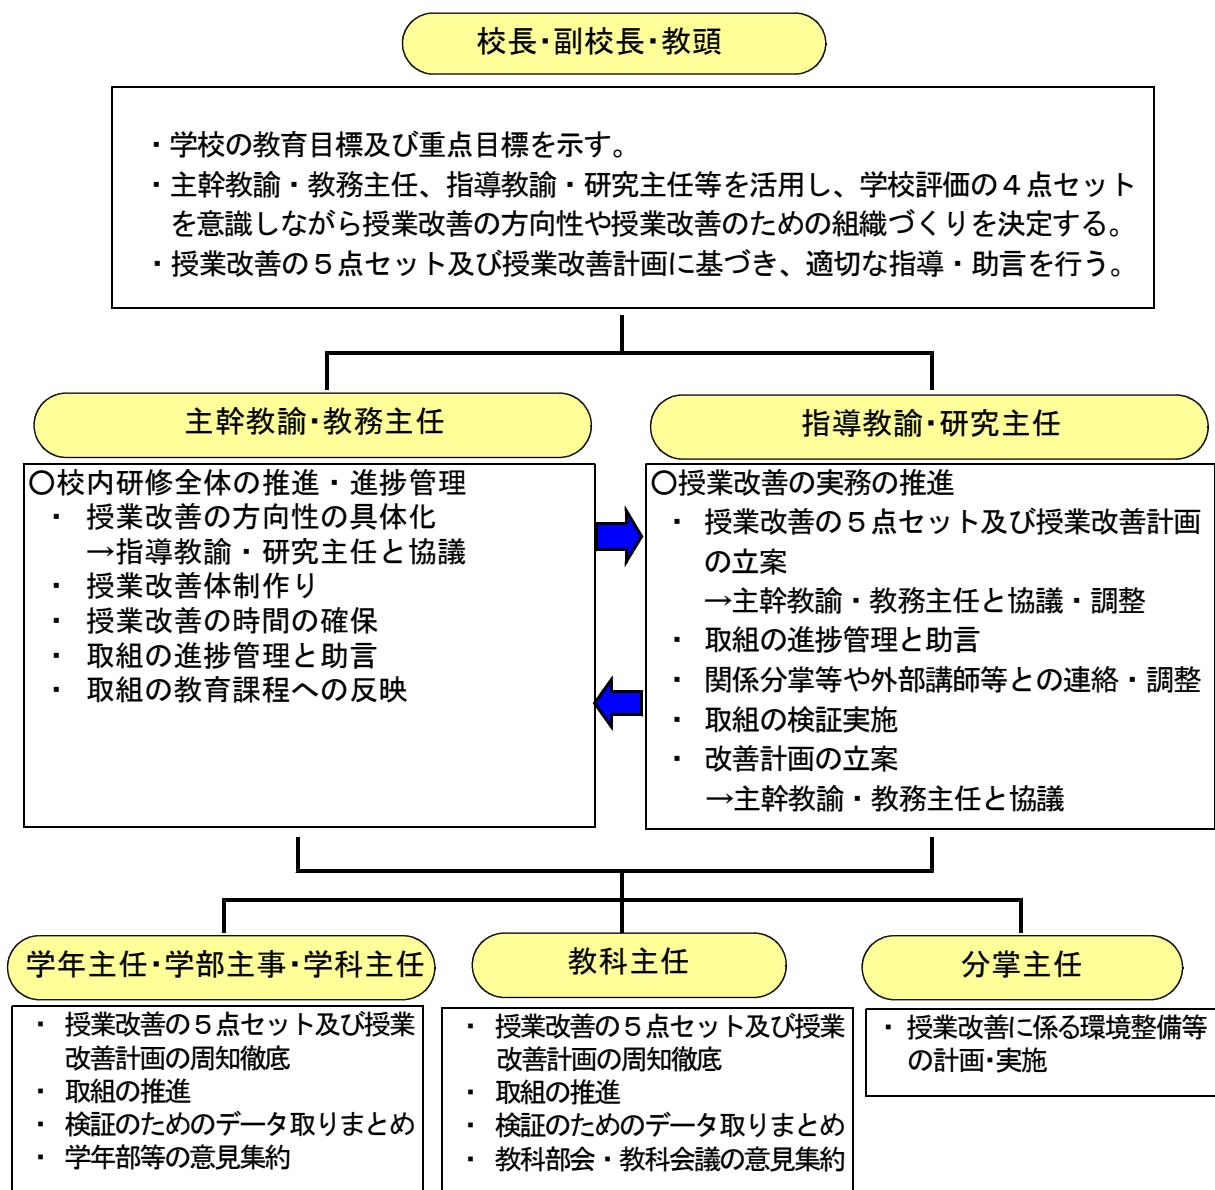 校長・副校長・教頭
・学校の教育目標及び重点目標を示す。
・主幹教諭・教務主任、指導教諭・研究主任等を活用し、学校評価の４点セット
を意識しながら授業改善の方向性や授業改善のための組織づくりを決定する。
・授業改善の５点セット及び授業改善計画に基づき、適切な指導・助言を行う。
主幹教諭・教務主任
〇校内研修全体の推進・進捗管理
・ 授業改善の方向性の具体化
→指導教諭・研究主任と協議
・ 授業改善体制作り
・ 授業改善の時間の確保
・ 取組の進捗管理と助言
・ 取組の教育課程への反映
指導教諭・研究主任
〇授業改善の実務の推進
・ 授業改善の５点セット及び授業改善計画
の立案
→主幹教諭・教務主任と協議・調整
・ 取組の進捗管理と助言
・ 関係分掌等や外部講師等との連絡・調整
・ 取組の検証実施
・ 改善計画の立案
→主幹教諭・教務主任と協議
学年主任・学部主事・学科主任
・ 授業改善の５点セット及び授業
改善計画の周知徹底
・ 取組の推進
・ 検証のためのデータ取りまとめ
・ 学年部等の意見集約
教科主任
・ 授業改善の５点セット及び授業
改善計画の周知徹底
・ 取組の推進
・ 検証のためのデータ取りまとめ
・ 教科部会・教科会議の意見集約
分掌主任
・ 授業改善に係る環境整備等
の計画・実施